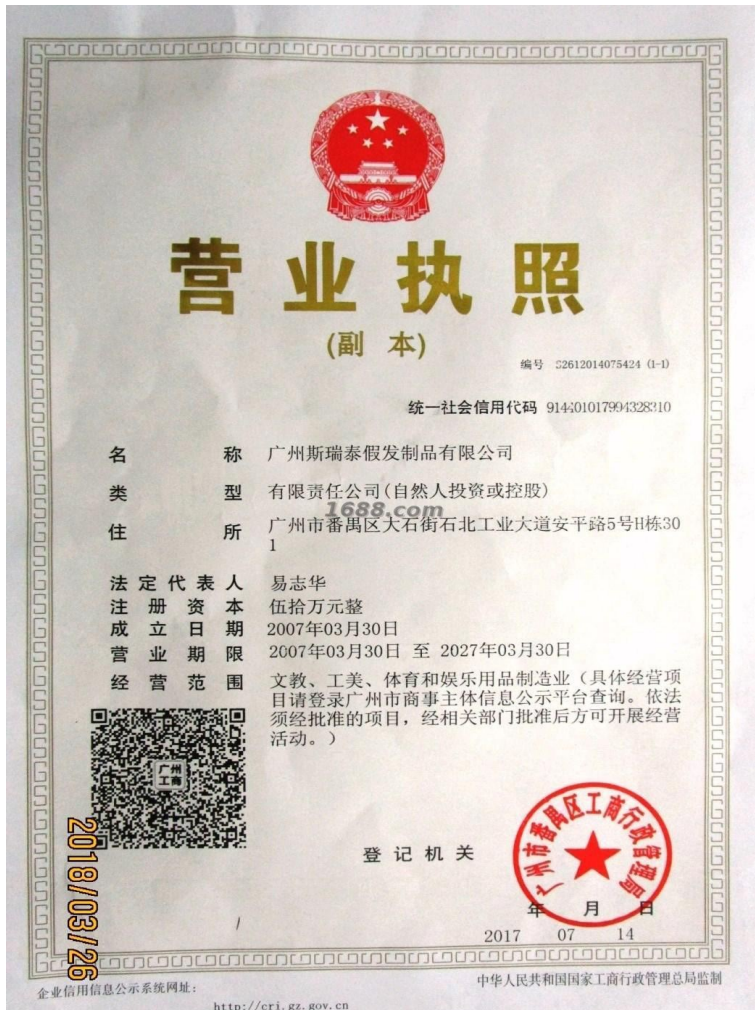 营业执照
(副 本)
编号 S2612014075424 (1-1)
统一社会信用代码 914401017994328310
名 称 广州斯瑞泰假发制品有限公司
类 型 有限责任公司(自然人投资或控股)
1688.com
住 所 广州市番禺区大石街石北工业大道安平路5号H栋30
1
法定代表人 易志华
注册资本 伍拾万元整
成立日期 2007年03月30日
营业期限 2007年03月30日 至 2027年03月30日
经营范围 文教、工美、体育和娱乐用品制造业（具体经营项
目请登录广州市商事主体信息公示平台查询。依法
须经批准的项目，经相关部门批准后方可开展经营
活动。）
广州
工商
登记机关
广州市番禺区工商行政管理局
年 月 日
2017 07 14
2018/03/26
企业信用信息公示系统网址：
http://cri.gz.gov.cn
中华人民共和国国家工商行政管理总局监制